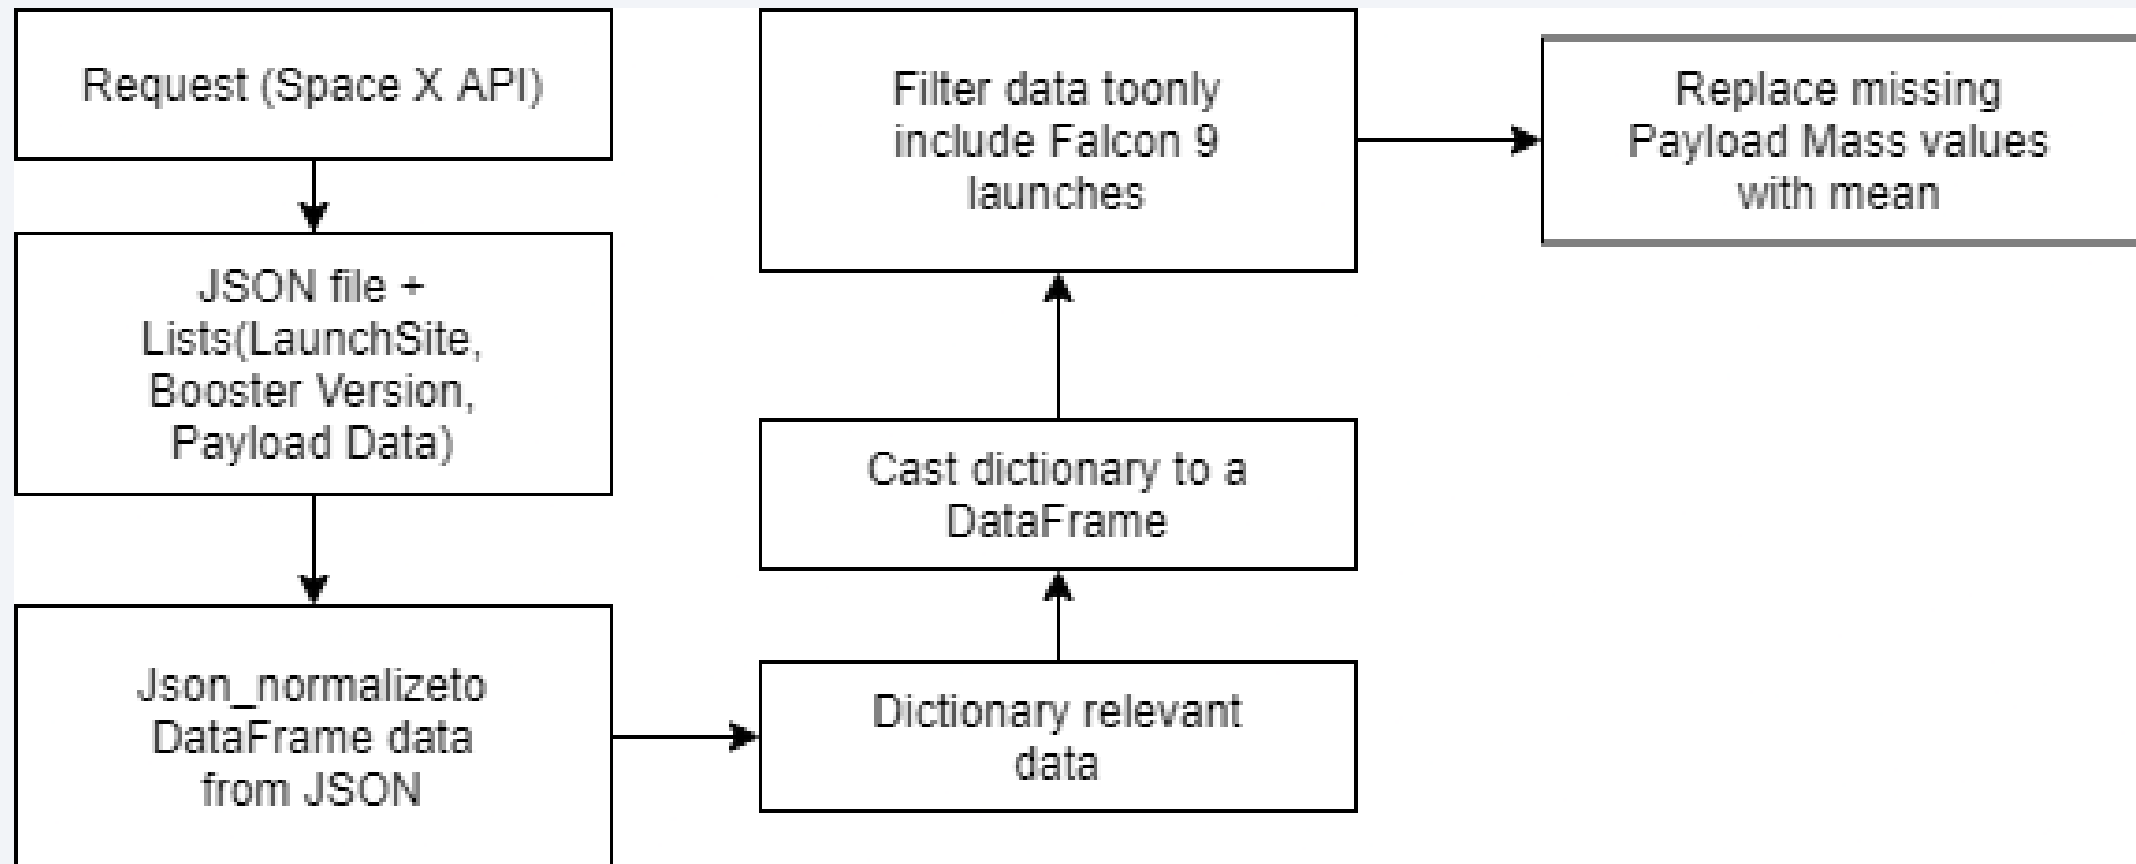 Request (Space X API)
JSON file +
Lists(LaunchSite,
Booster Version,
Payload Data)
Json_normalizeto
DataFrame data
from JSON
Dictionary relevant
data
Cast dictionary to a
DataFrame
Filter data toonly
include Falcon 9
launches
Replace missing
Payload Mass values
with mean